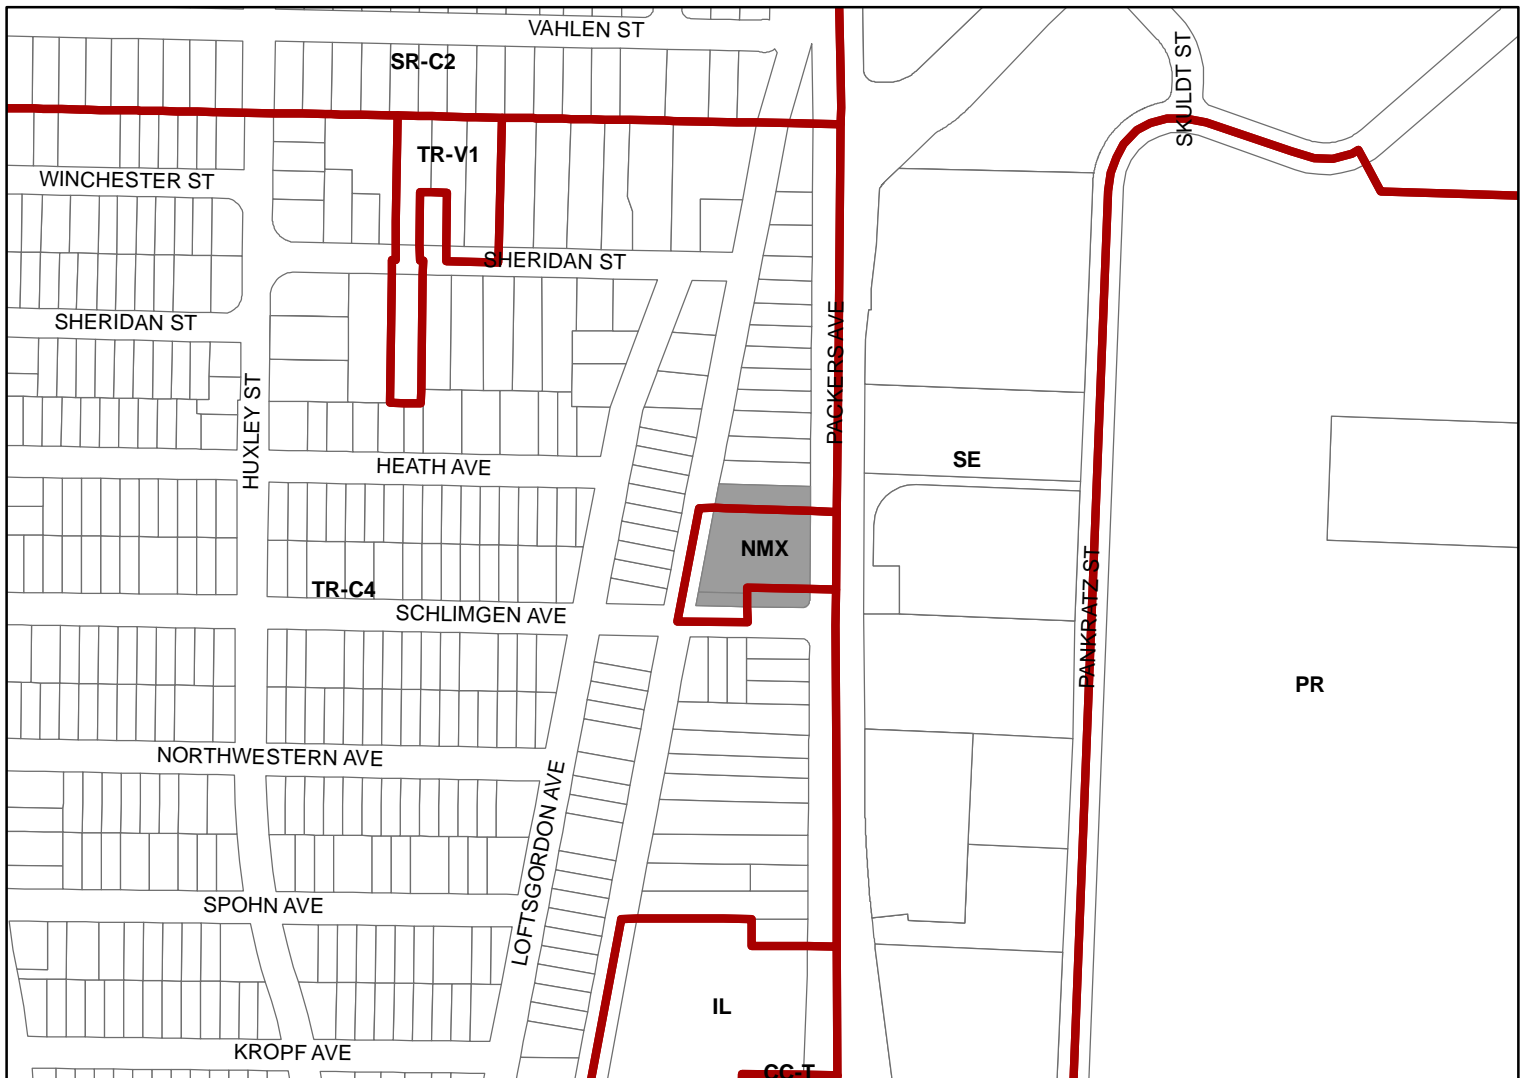 VAHLEN ST
SR-C2
SKULDT ST
TR-V1
WINCHESTER ST
SHERIDAN ST
SHERIDAN ST
PACKERS AVE
HUXLEY ST
HEATH AVE
SE
NMX
TR-C4
SCHLIMGEN AVE
PANKRATZ ST
PR
NORTHWESTERN AVE
LOFTSGORDON AVE
SPOHN AVE
IL
KROPF AVE
CC-T